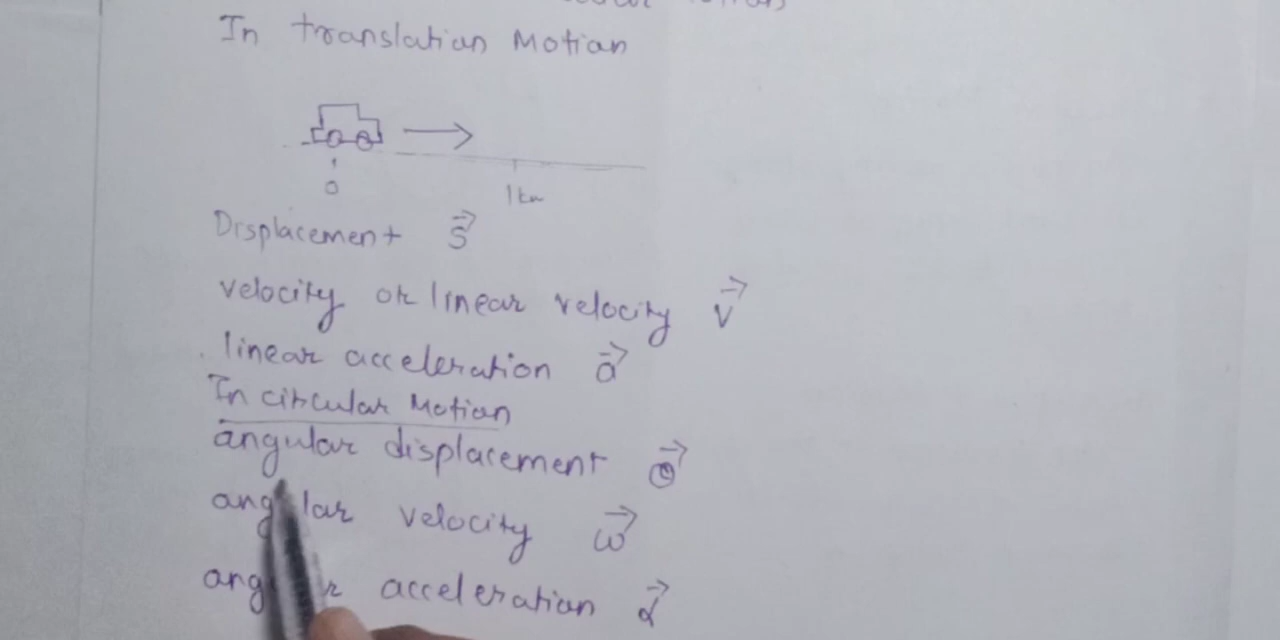 In translation Motion
0 1km
Displacement S⃗
velocity or linear velocity V⃗
linear acceleration a⃗
In circular Motion
angular displacement θ⃗
angular velocity ω⃗
acceleration α⃗